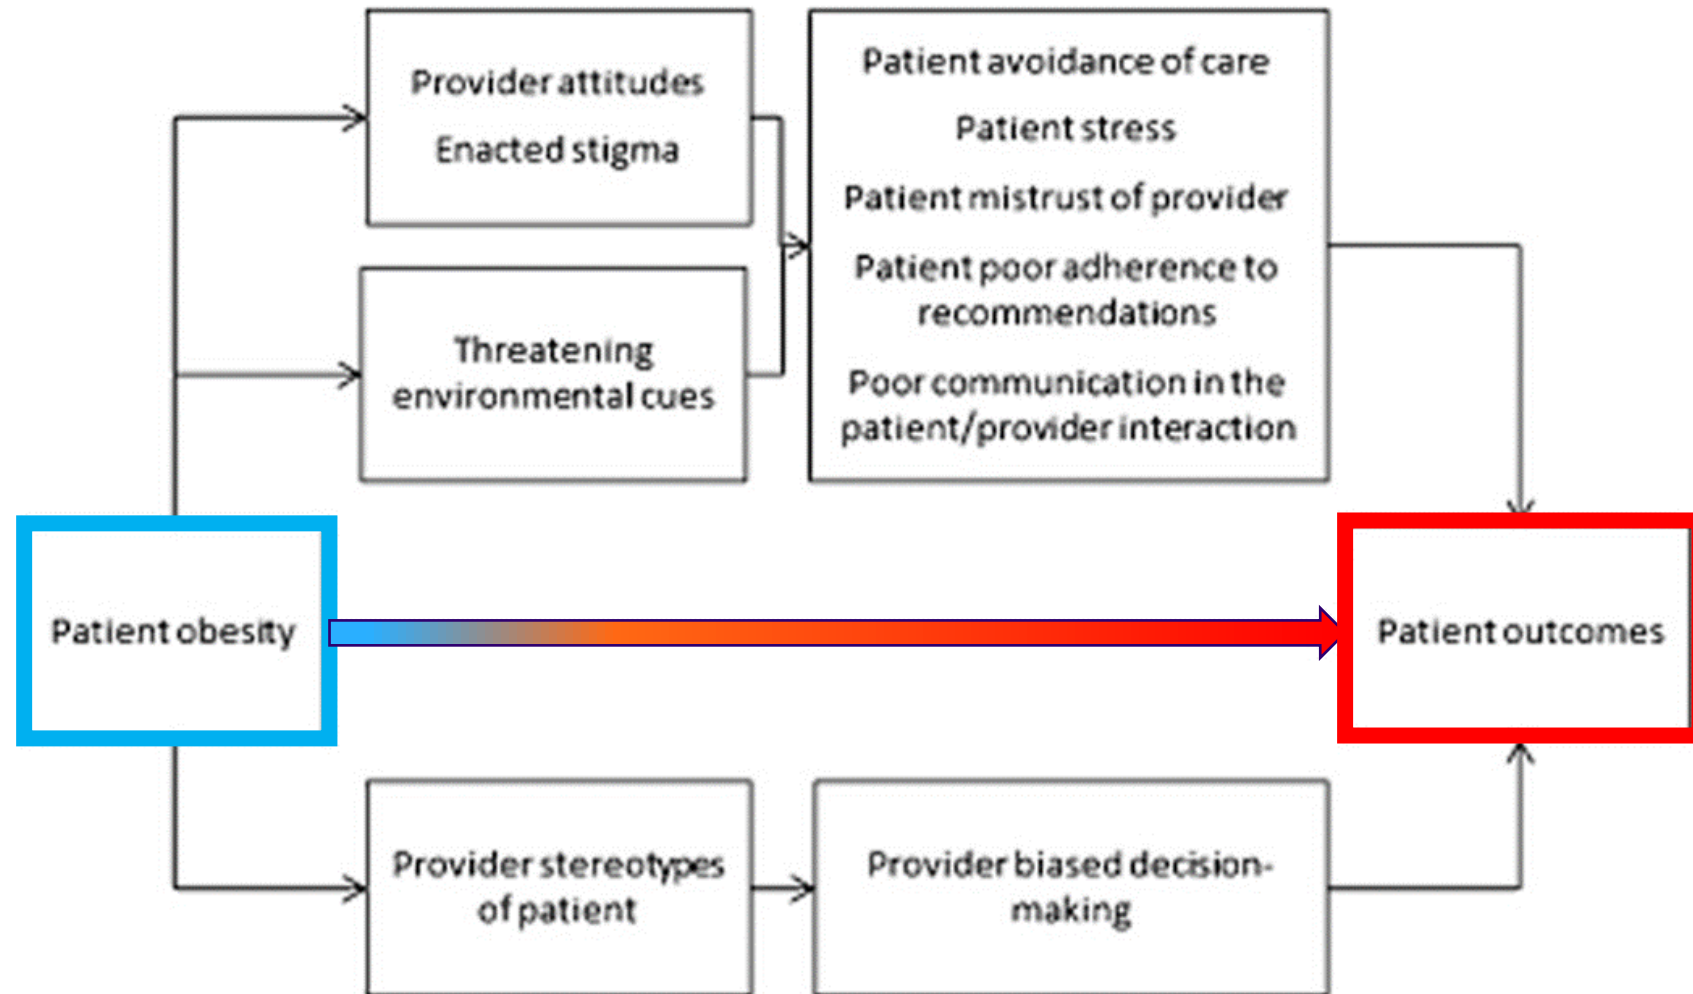 Provider attitudes
Enacted stigma
Patient avoidance of care
Patient stress
Patient mistrust of provider
Patient poor adherence to
recommendations
Poor communication in the
patient/provider interaction
Threatening
environmental cues
Patient obesity
Patient outcomes
Provider stereotypes
of patient
Provider biased decision-
making